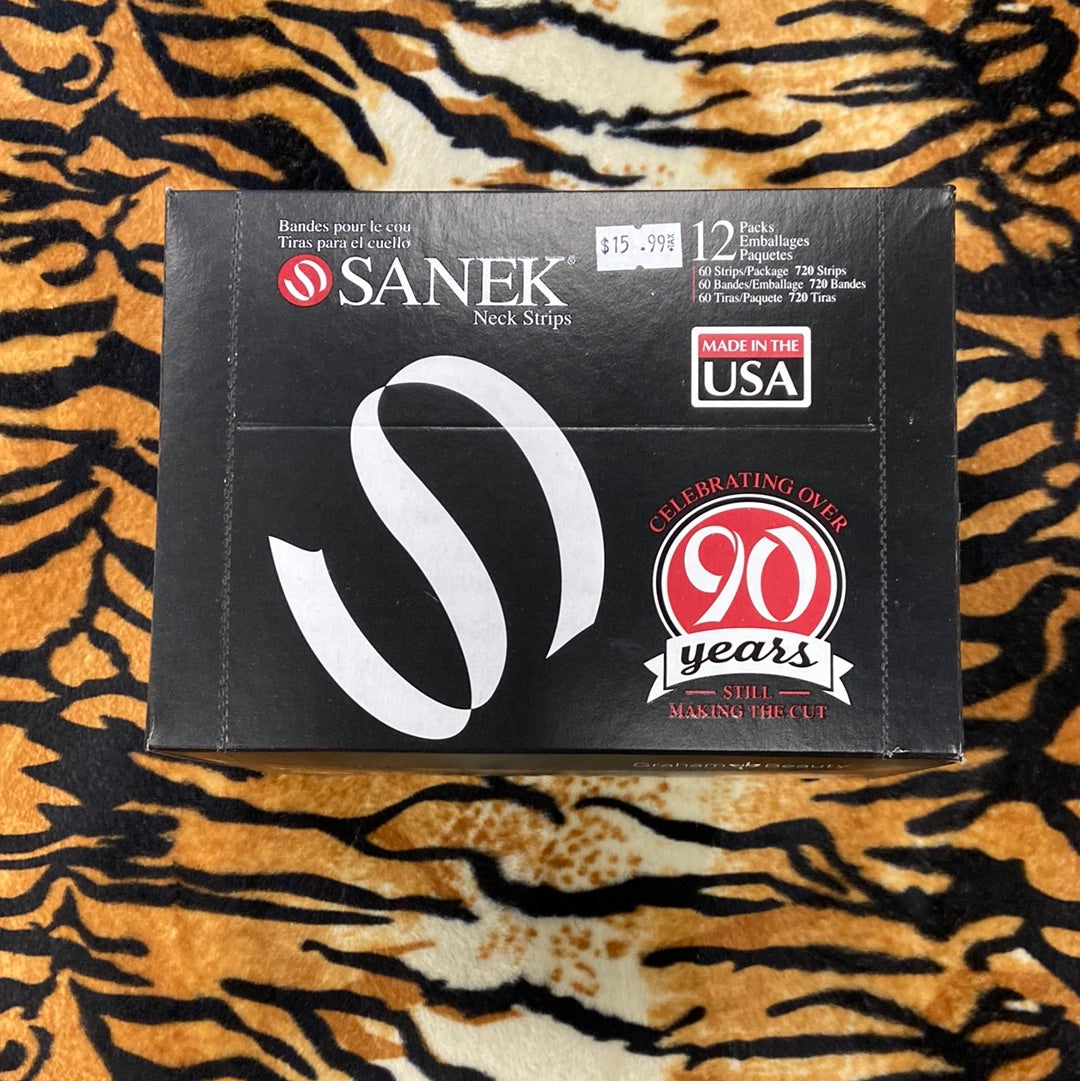 Bandes pour le cou
Tiras para el cuello
SANEK®
Neck Strips
$15.99
12
Packs
Emballages
Paquetes
60 Strips/Package 720 Strips
60 Bandes/Emballage 720 Bandes
60 Tiras/Paquete 720 Tiras
MADE IN THE
USA
CELEBRATING OVER
90
years
STILL
MAKING THE CUT
Graham Beauty